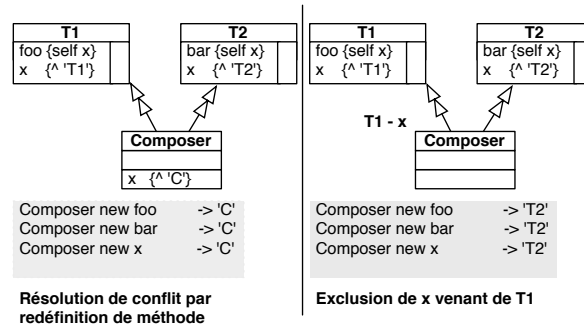 T1
foo {self x}
x {^ 'T1'}
T2
bar {self x}
x {^ 'T2'}
Composer
x {^ 'C'}
Composer new foo -> 'C'
Composer new bar -> 'C'
Composer new x -> 'C'
Résolution de conflit par
redéfinition de méthode
T1
foo {self x}
x {^ 'T1'}
T2
bar {self x}
x {^ 'T2'}
T1 - x
Composer
Composer new foo -> 'T2'
Composer new bar -> 'T2'
Composer new x -> 'T2'
Exclusion de x venant de T1